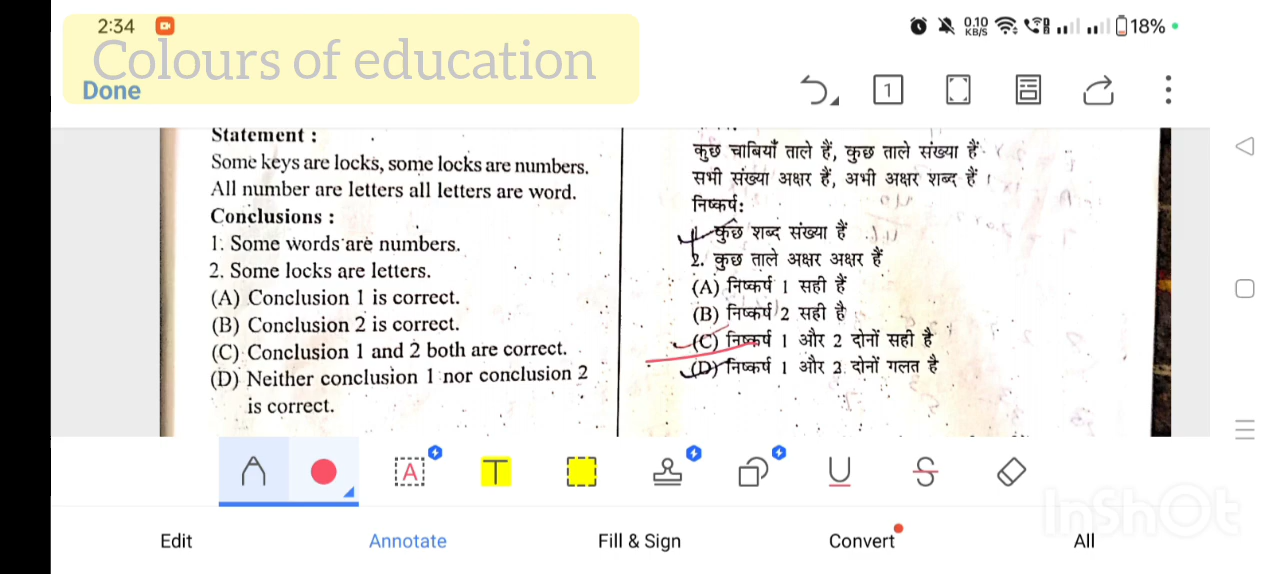 2:34
0.10
KB/S
18%
Colours of education
Done
1
Statement :
Some keys are locks, some locks are numbers.
All number are letters all letters are word.
Conclusions :
1. Some words are numbers.
2. Some locks are letters.
(A) Conclusion 1 is correct.
(B) Conclusion 2 is correct.
(C) Conclusion 1 and 2 both are correct.
(D) Neither conclusion 1 nor conclusion 2
is correct.
कुछ चाबियाँ ताले हैं, कुछ ताले संख्या हैं
सभी संख्या अक्षर हैं, अभी अक्षर शब्द हैं ।
निष्कर्ष:
1. कुछ शब्द संख्या हैं
2. कुछ ताले अक्षर अक्षर हैं
(A) निष्कर्ष 1 सही हैं
(B) निष्कर्ष 2 सही है
(C) निष्कर्ष 1 और 2 दोनों सही है
(D) निष्कर्ष 1 और 2 दोनों गलत है
A
T
U
S
InShOt
Edit
Annotate
Fill & Sign
Convert
All